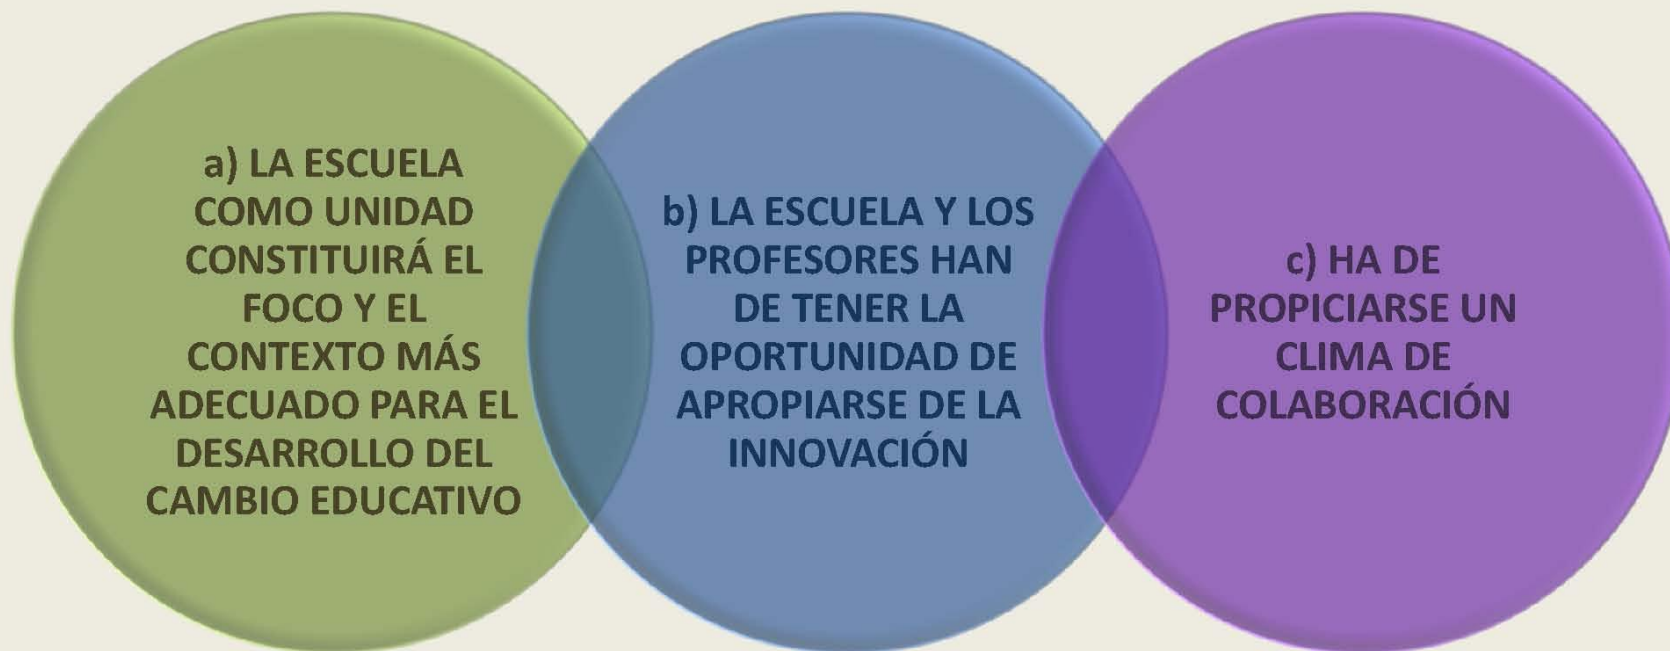 a) LA ESCUELA
COMO UNIDAD
CONSTITUIRÁ EL
FOCO Y EL
CONTEXTO MÁS
ADECUADO PARA EL
DESARROLLO DEL
CAMBIO EDUCATIVO
b) LA ESCUELA Y LOS
PROFESORES HAN
DE TENER LA
OPORTUNIDAD DE
APROPIARSE DE LA
INNOVACIÓN
c) HA DE
PROPICIARSE UN
CLIMA DE
COLABORACIÓN